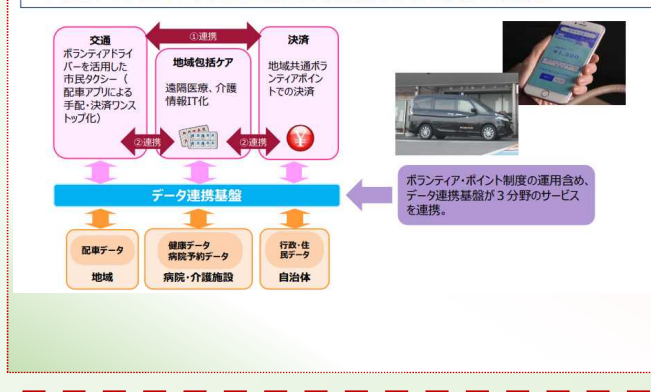 ①連携
交通
ボランティアドライ
バーを活用した
市民タクシー（
配車アプリによる
手配・決済ワンス
トップ化）
地域包括ケア
遠隔医療、介護
情報IT化
決済
地域共通ボラ
ンティアポイン
トでの決済
②連携
②連携
データ連携基盤
ボランティア・ポイント制度の運用含め、
データ連携基盤が３分野のサービス
を連携。
配車データ
地域
健康データ
病院予約データ
病院・介護施設
行政・住
民データ
自治体